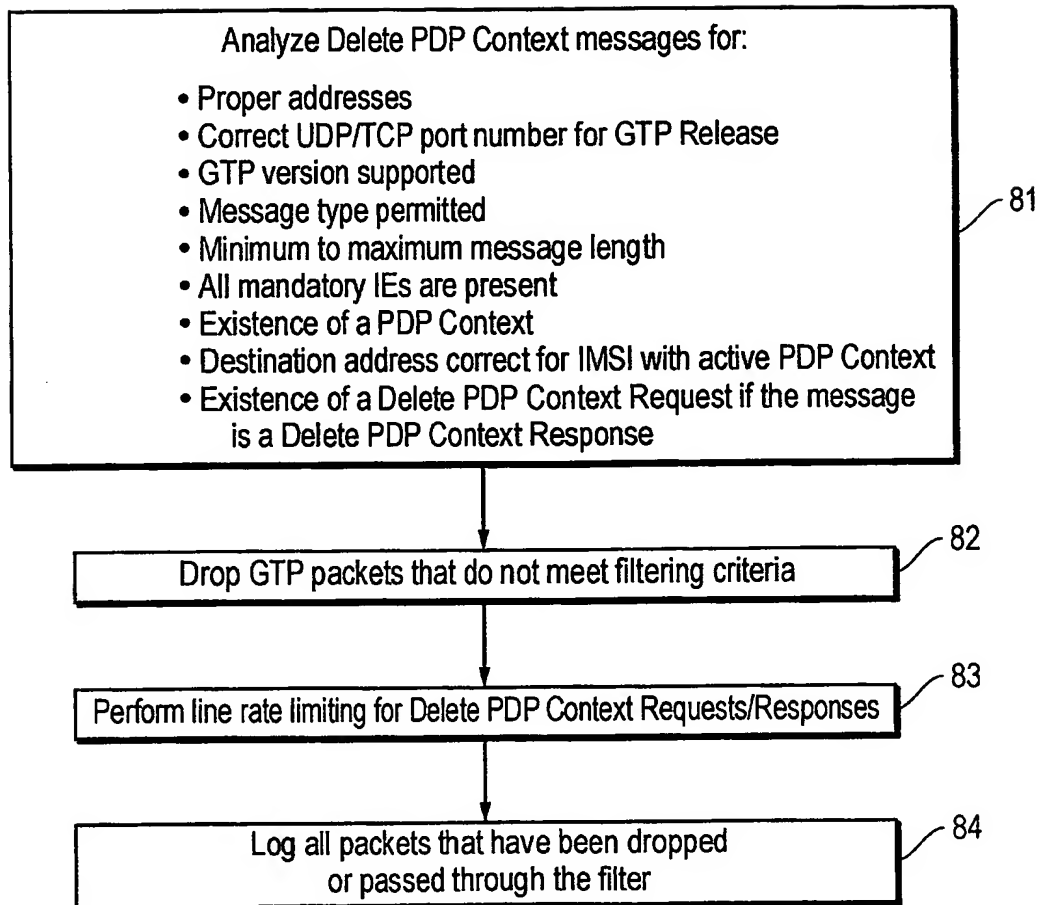 Analyze Delete PDP Context messages for:
• Proper addresses
• Correct UDP/TCP port number for GTP Release
• GTP version supported
• Message type permitted
• Minimum to maximum message length
• All mandatory IEs are present
• Existence of a PDP Context
• Destination address correct for IMSI with active PDP Context
• Existence of a Delete PDP Context Request if the message
is a Delete PDP Context Response
81
82
Drop GTP packets that do not meet filtering criteria
83
Perform line rate limiting for Delete PDP Context Requests/Responses
84
Log all packets that have been dropped
or passed through the filter